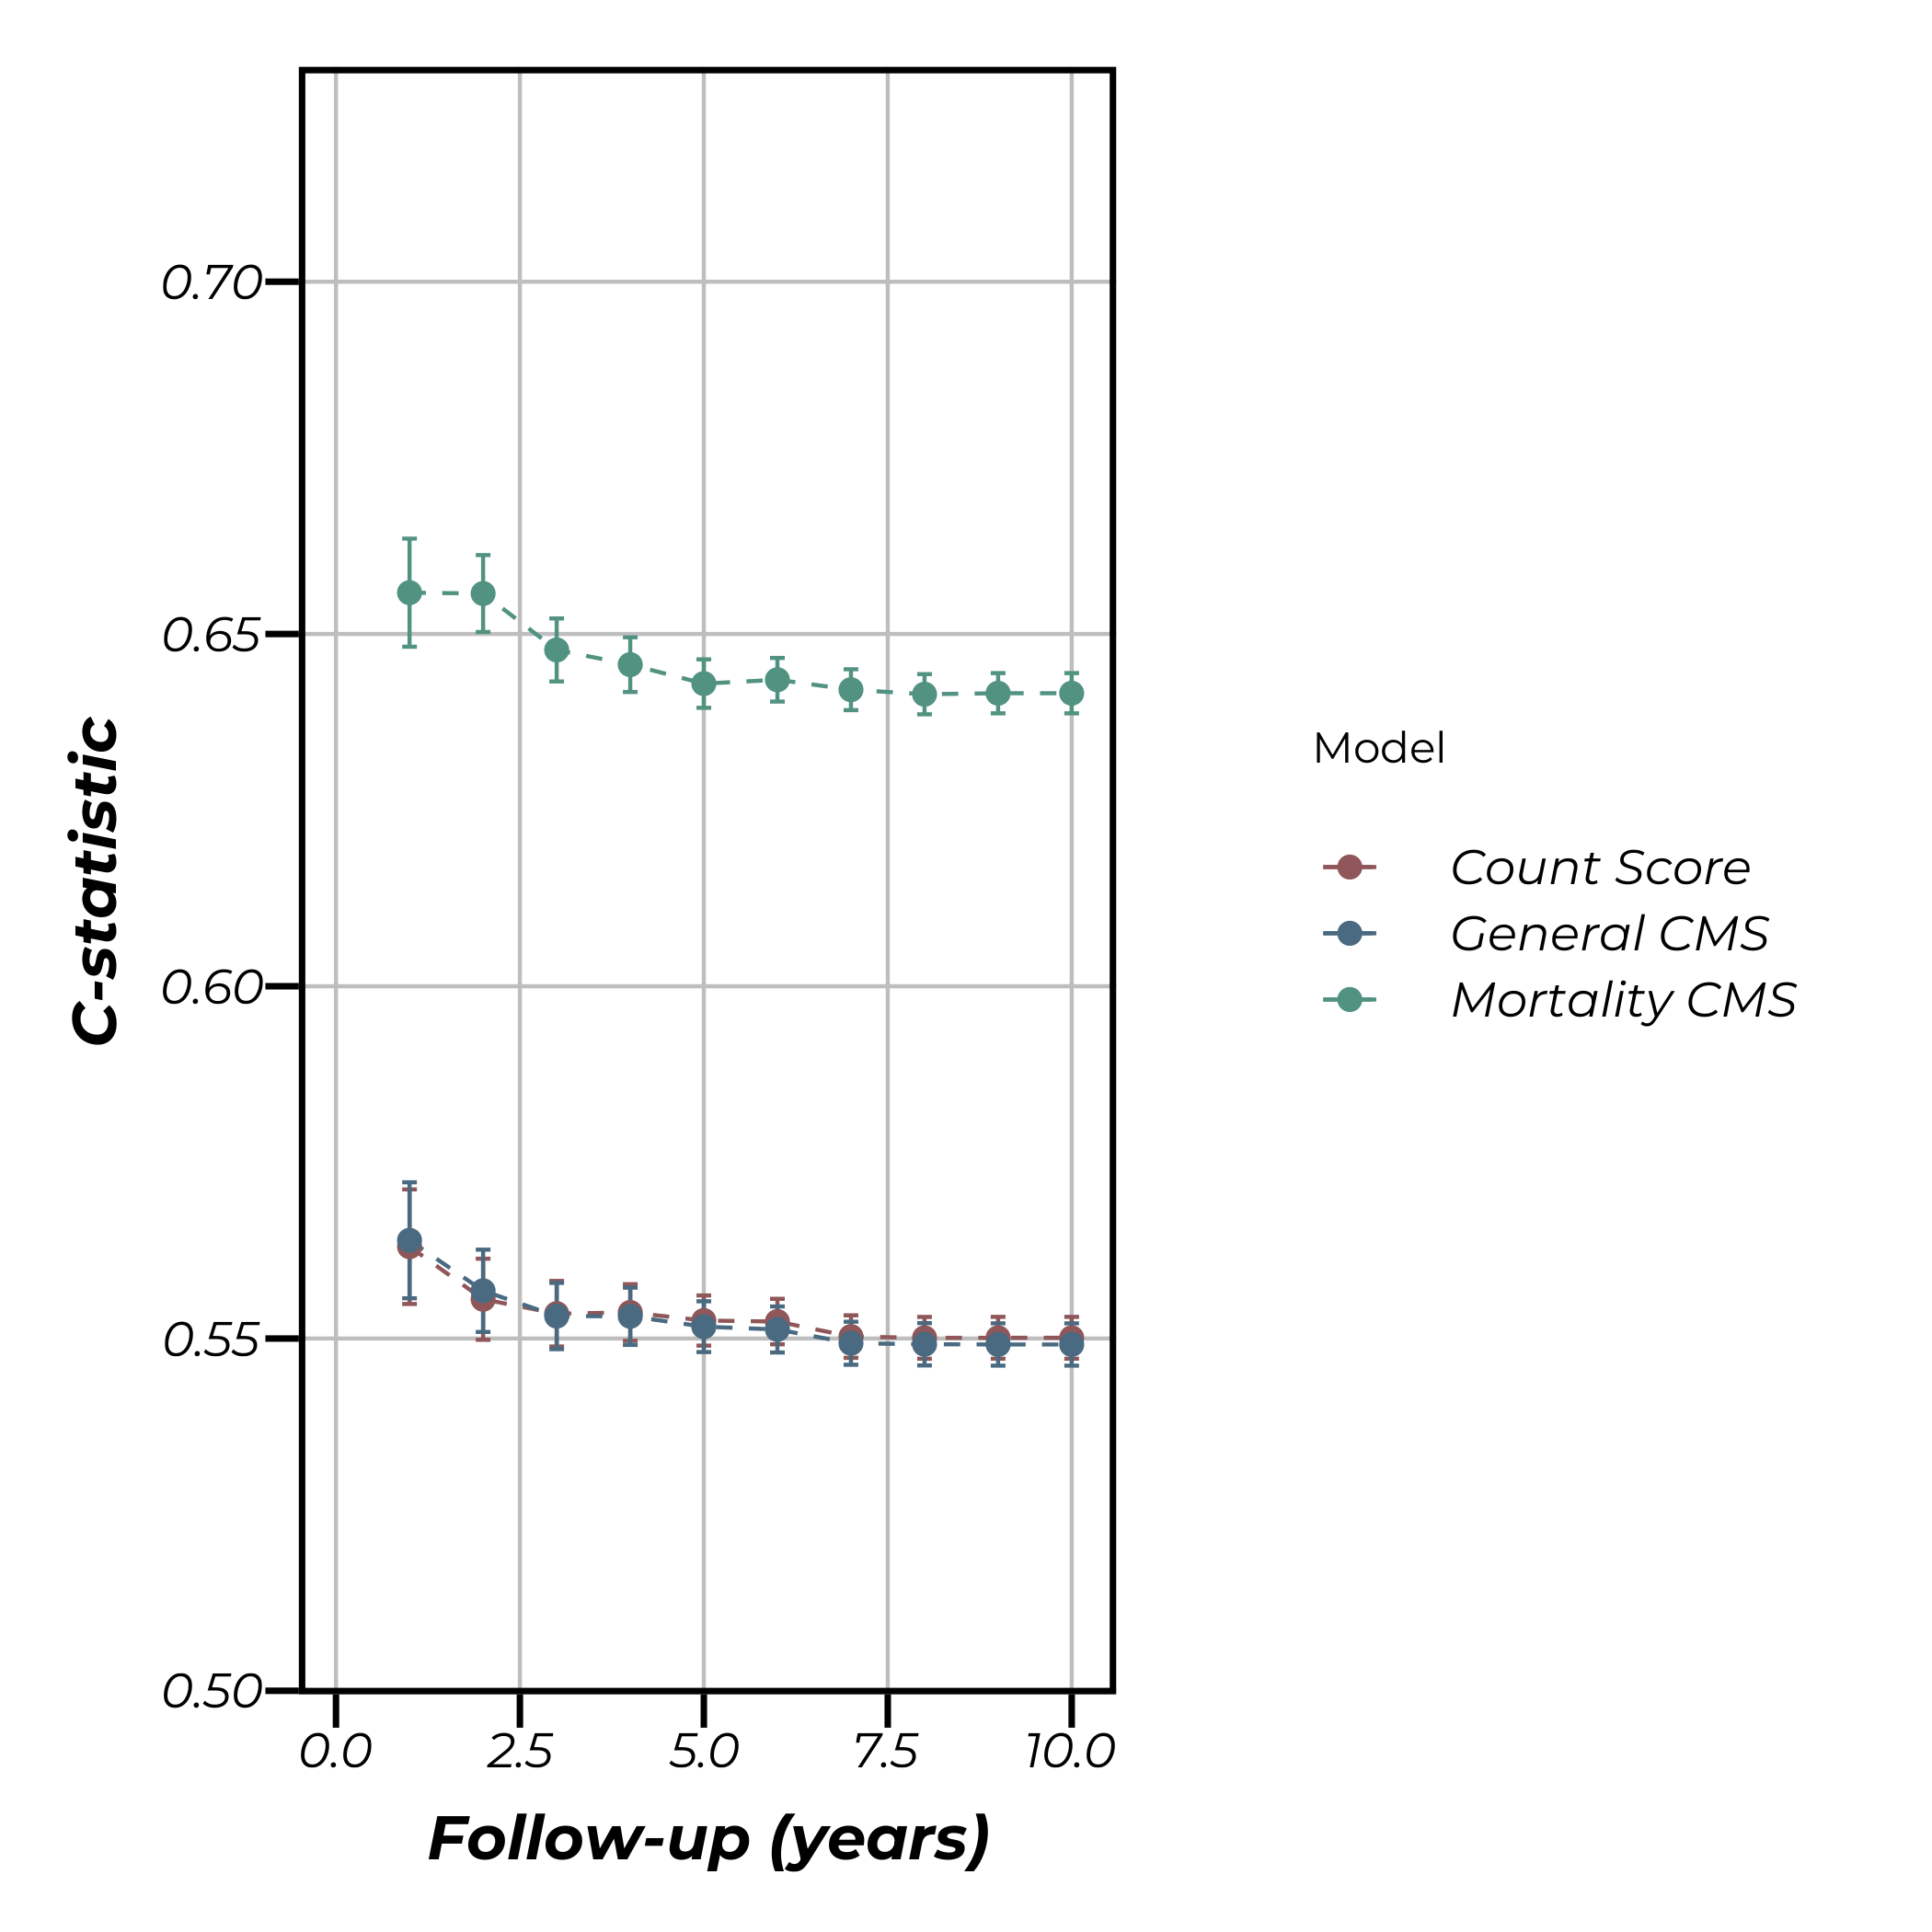 0.70
0.65
0.60
0.55
0.50
C-statistic
0.0 2.5 5.0 7.5 10.0
Follow-up (years)
Model
Count Score
General CMS
Mortality CMS